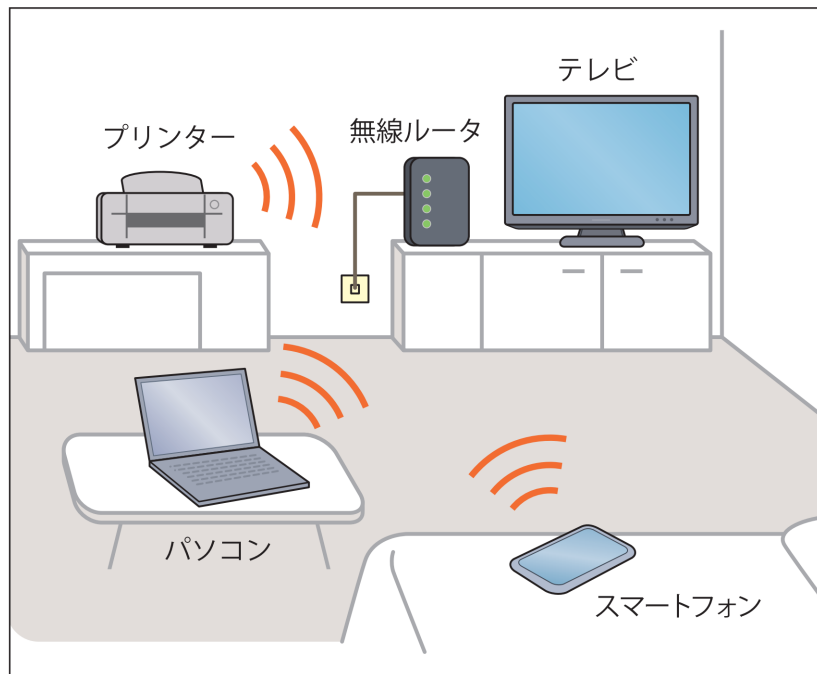 テレビ
プリンター
無線ルータ
パソコン
スマートフォン